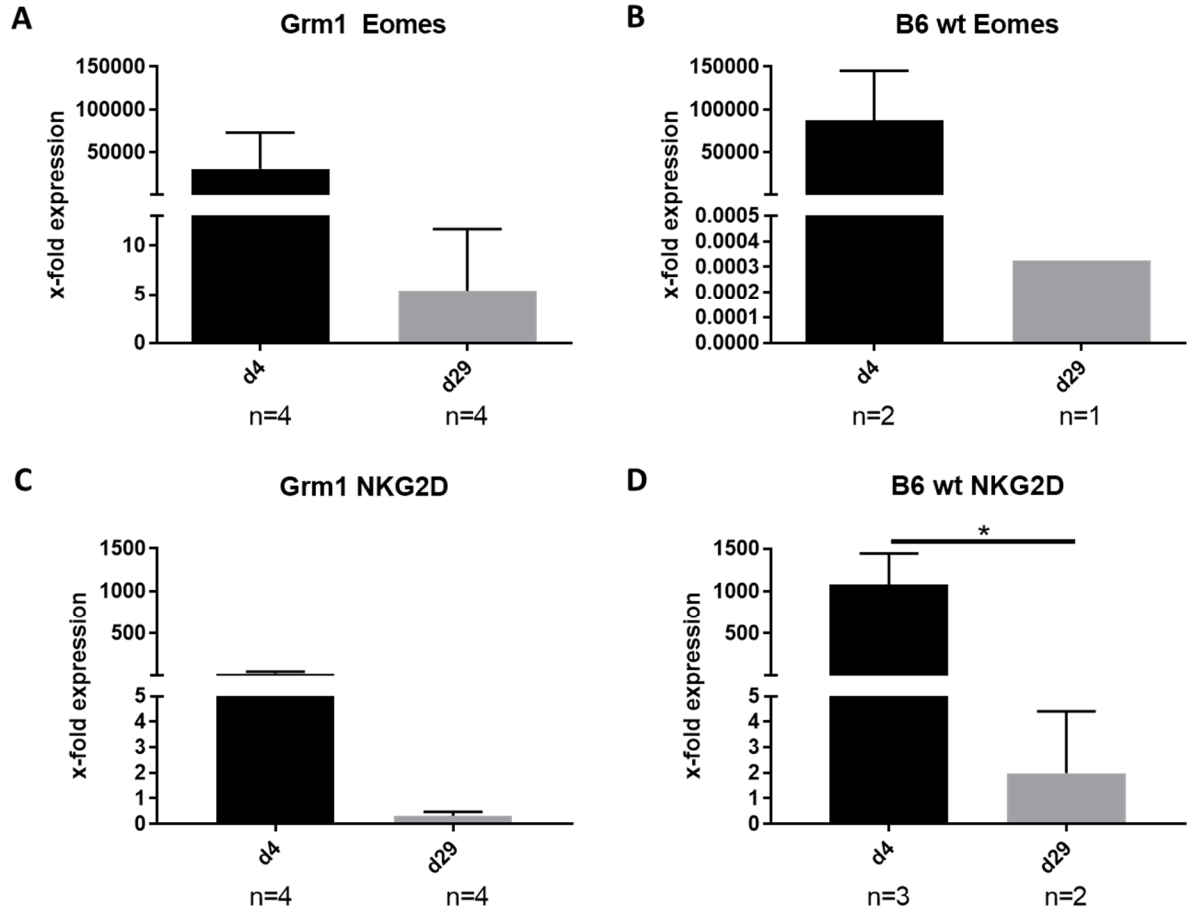 A
Grm1 Eomes
x-fold expression
150000
100000
50000
10
5
0
d4
d29
n=4
n=4
B
B6 wt Eomes
x-fold expression
150000
100000
50000
0.0005
0.0004
0.0003
0.0002
0.0001
0.0000
d4
d29
n=2
n=1
C
Grm1 NKG2D
x-fold expression
1500
1000
500
5
4
3
2
1
0
d4
d29
n=4
n=4
D
B6 wt NKG2D
*
x-fold expression
1500
1000
500
5
4
3
2
1
0
d4
d29
n=3
n=2